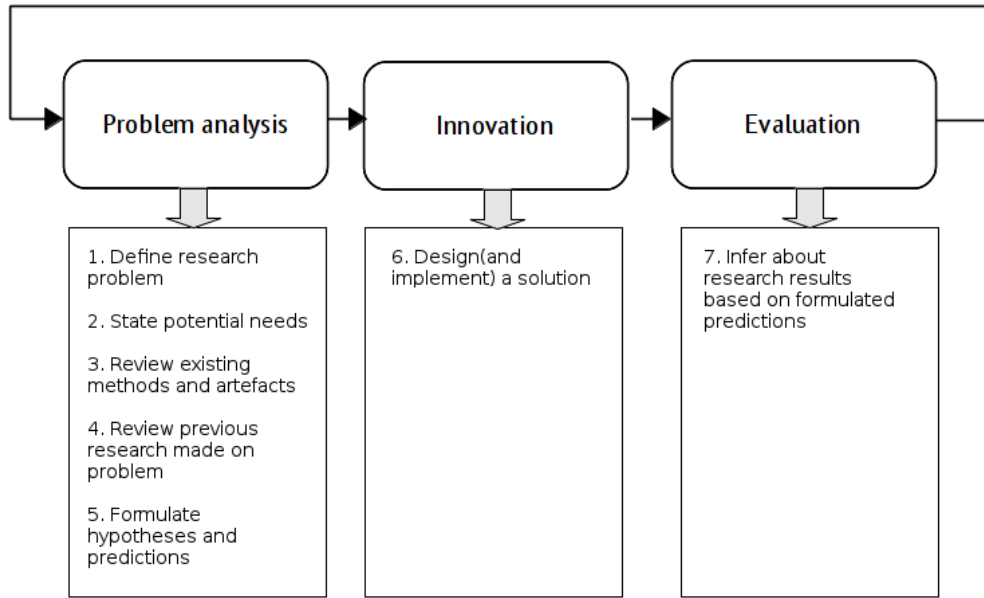 Problem analysis
Innovation
Evaluation
1. Define research
problem
2. State potential needs
3. Review existing
methods and artefacts
4. Review previous
research made on
problem
5. Formulate
hypotheses and
predictions
6. Design(and
implement) a solution
7. Infer about
research results
based on formulated
predictions